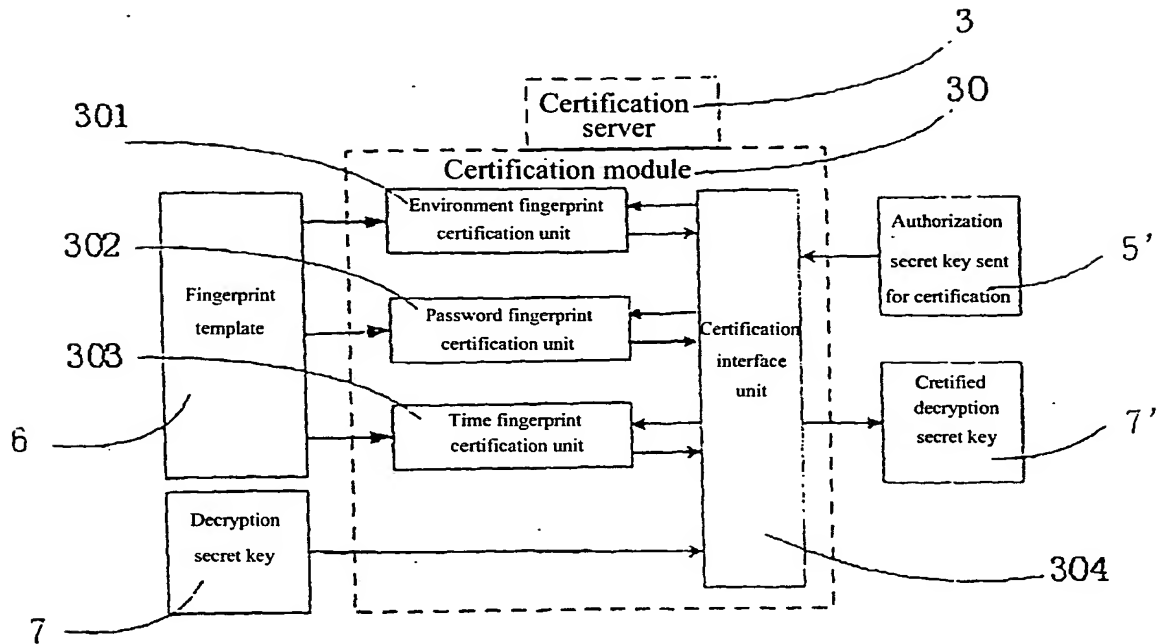 3
Certification
server
30
301
Certification module
Environment fingerprint
certification unit
302
Fingerprint
template
Password fingerprint
certification unit
Certification
interface
unit
Authorization
secret key sent
for certification
5'
303
Time fingerprint
certification unit
Cretified
decryption
secret key
7'
6
Decryption
secret key
304
7